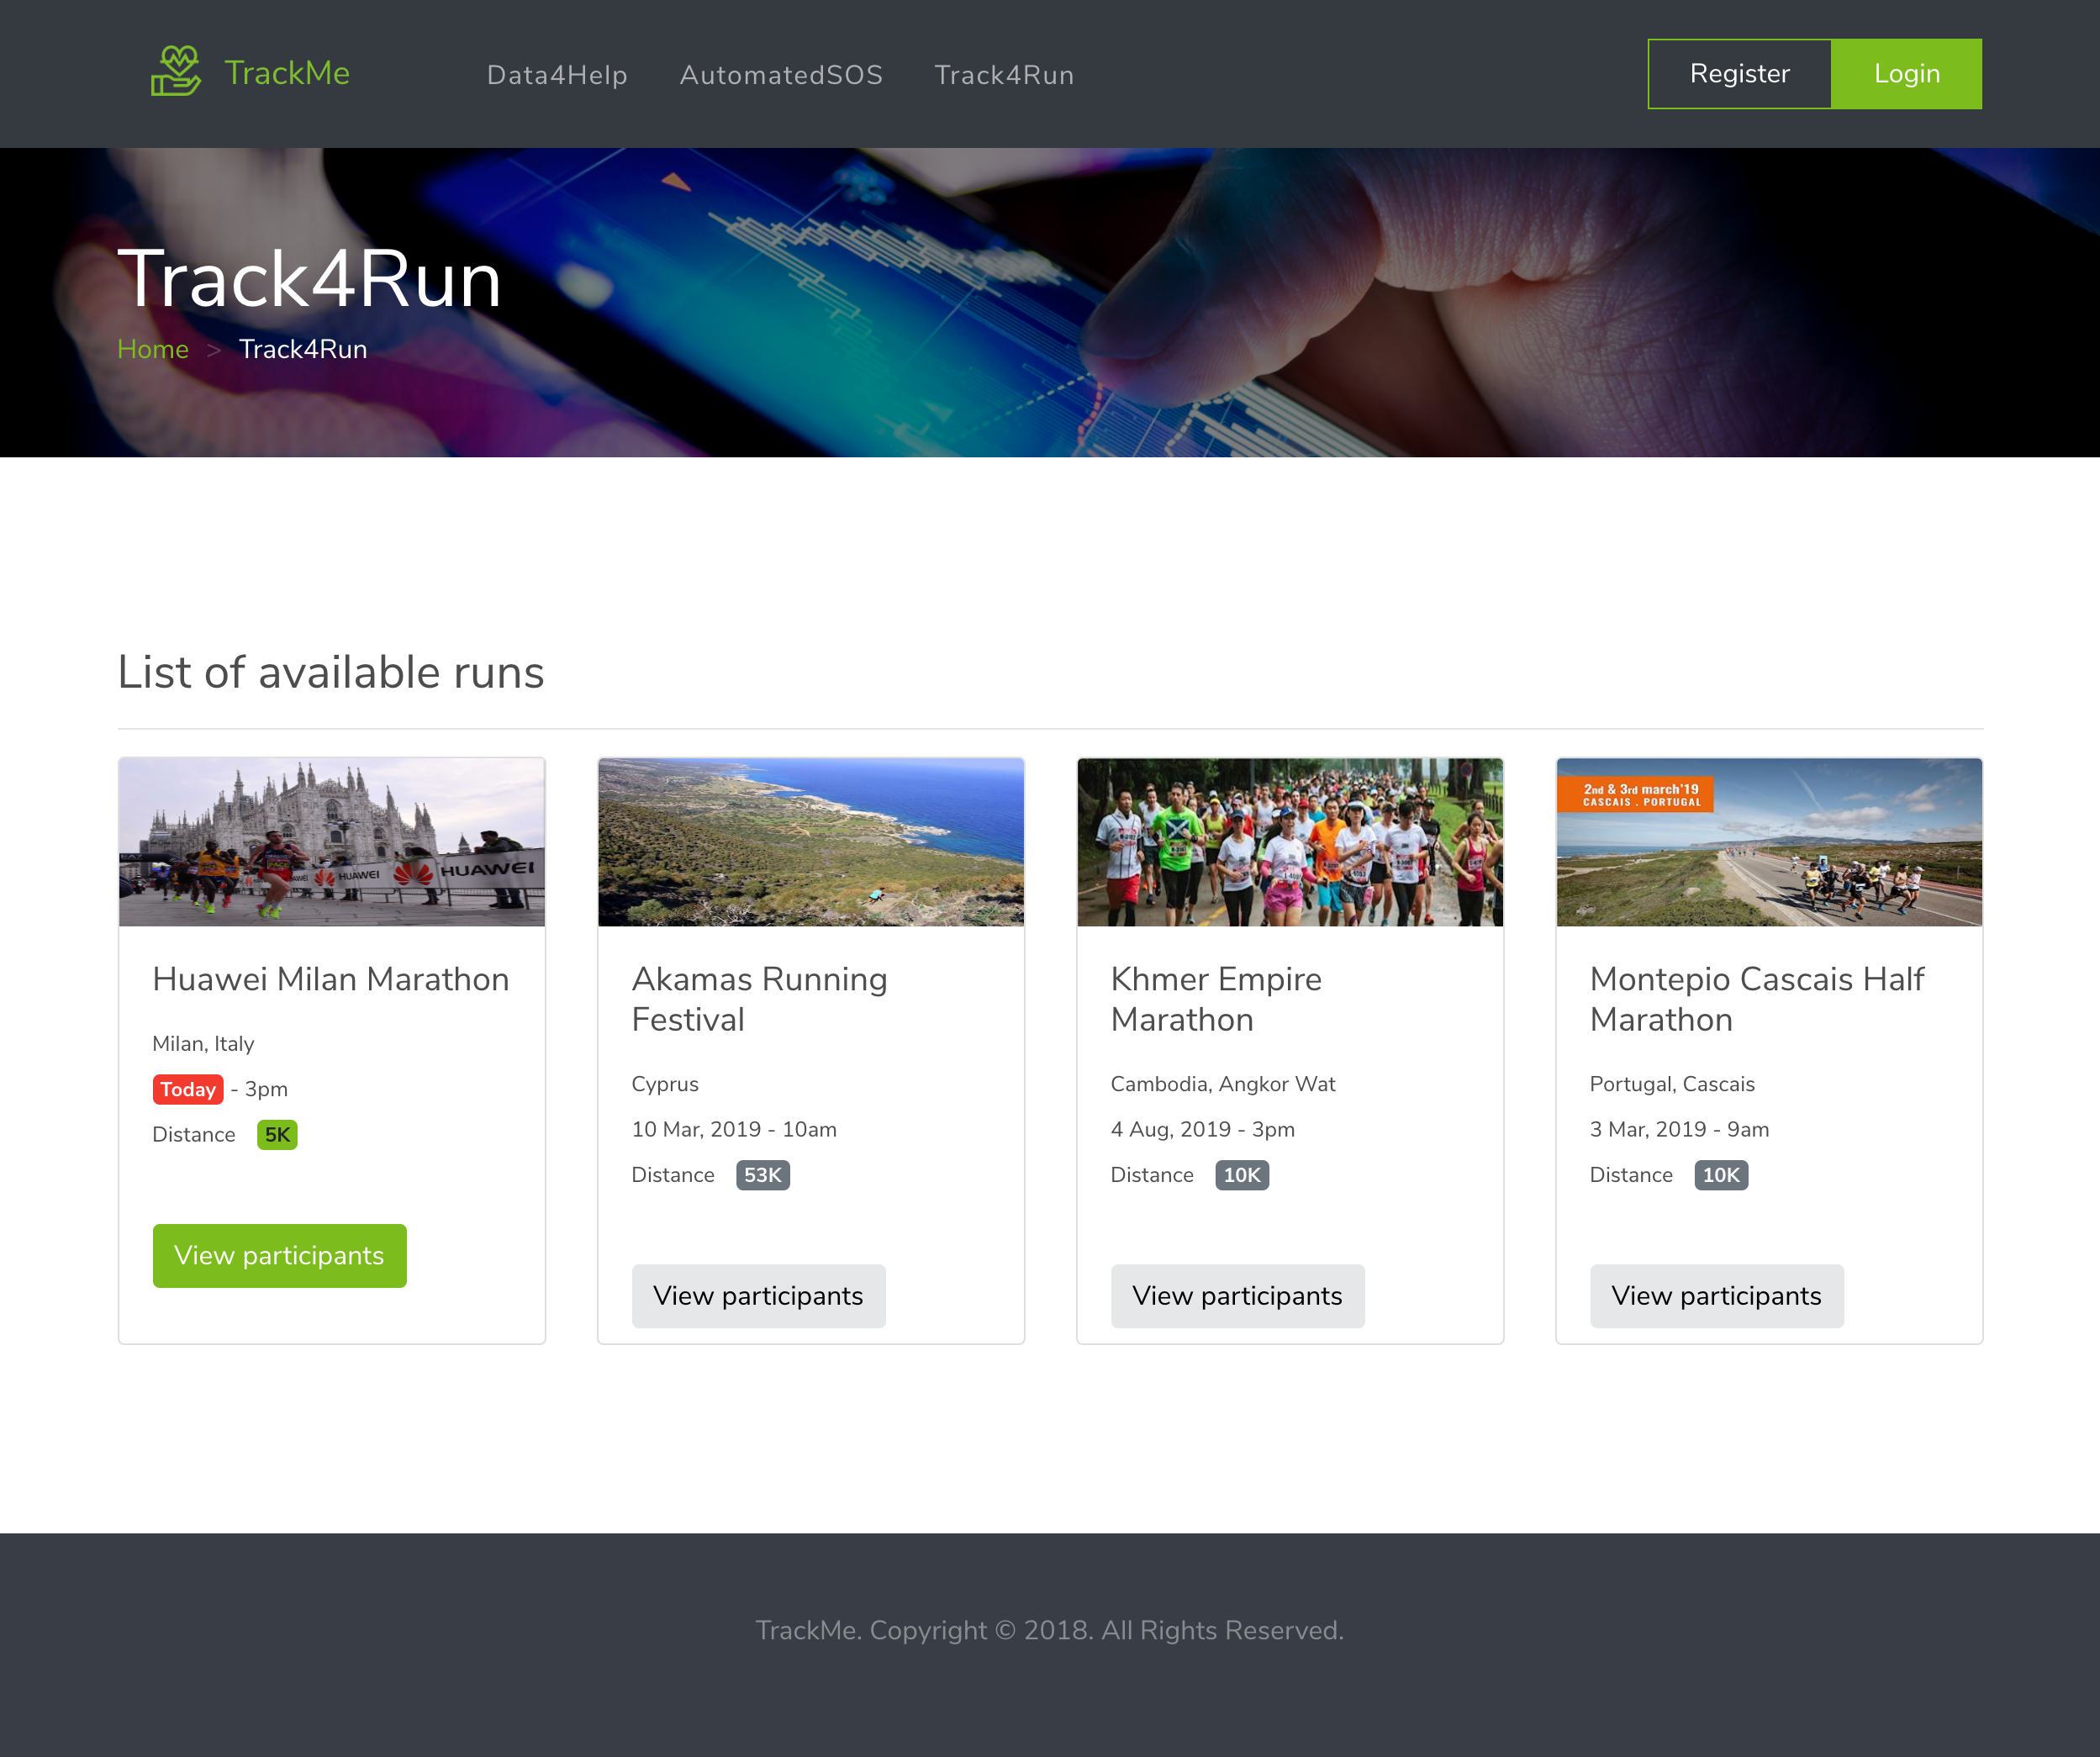 TrackMe
Data4Help
AutomatedSOS
Track4Run
Register
Login
Track4Run
Home > Track4Run
List of available runs
HUAWEI
HUAWEI
2nd & 3rd march'19
CASCAIS . PORTUGAL
Huawei Milan Marathon
Milan, Italy
Today - 3pm
Distance 5K
View participants
Akamas Running
Festival
Cyprus
10 Mar, 2019 - 10am
Distance 53K
View participants
Khmer Empire
Marathon
Cambodia, Angkor Wat
4 Aug, 2019 - 3pm
Distance 10K
View participants
Montepio Cascais Half
Marathon
Portugal, Cascais
3 Mar, 2019 - 9am
Distance 10K
View participants
TrackMe. Copyright © 2018. All Rights Reserved.